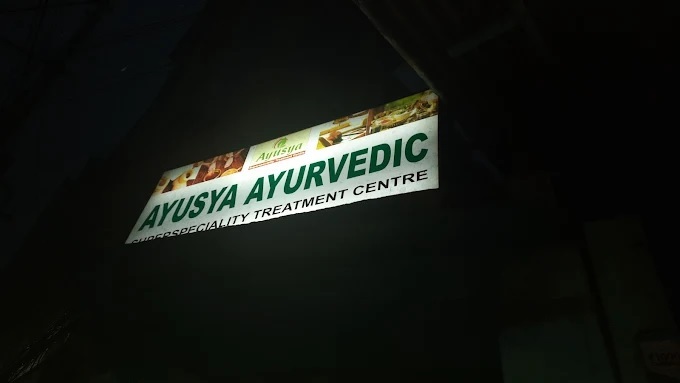 Ayusya
AYUSYA AYURVEDIC
SUPERSPECIALITY TREATMENT CENTRE